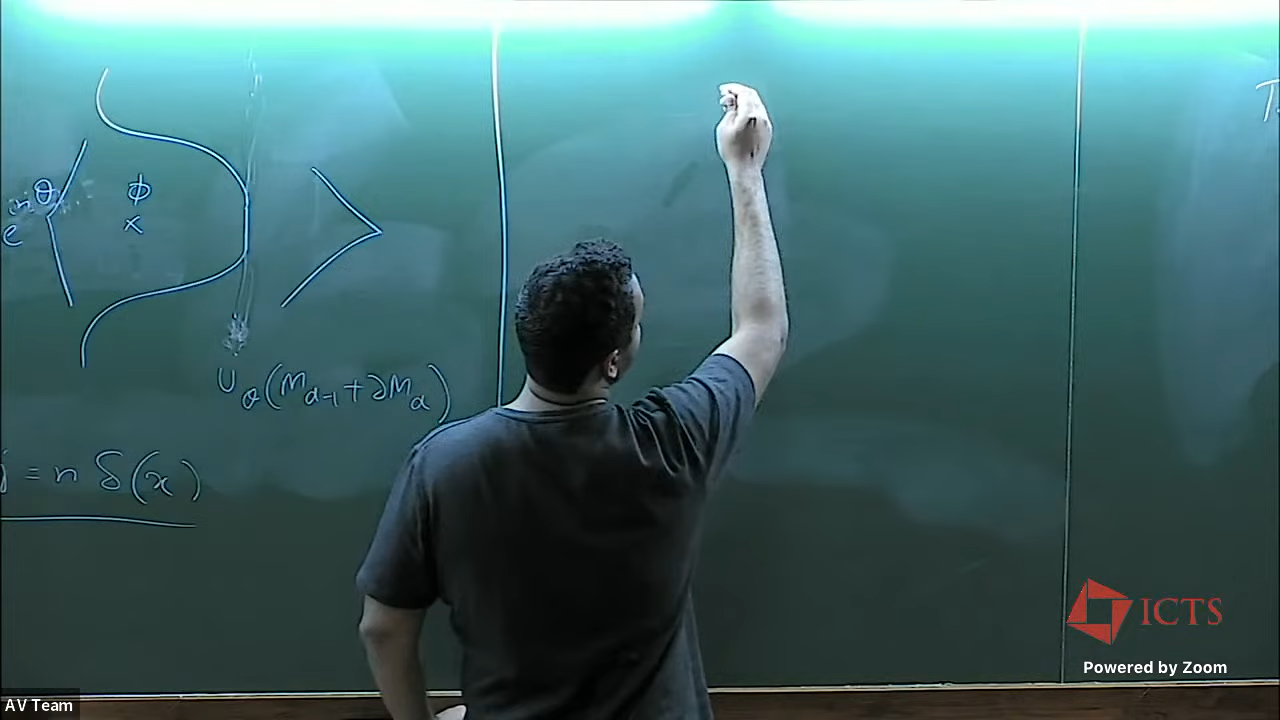 e^{inθ} < φ >
x
U_θ(M_{d-1} + ∂M_d)
j = n δ(x)
T
ICTS
Powered by Zoom
AV Team